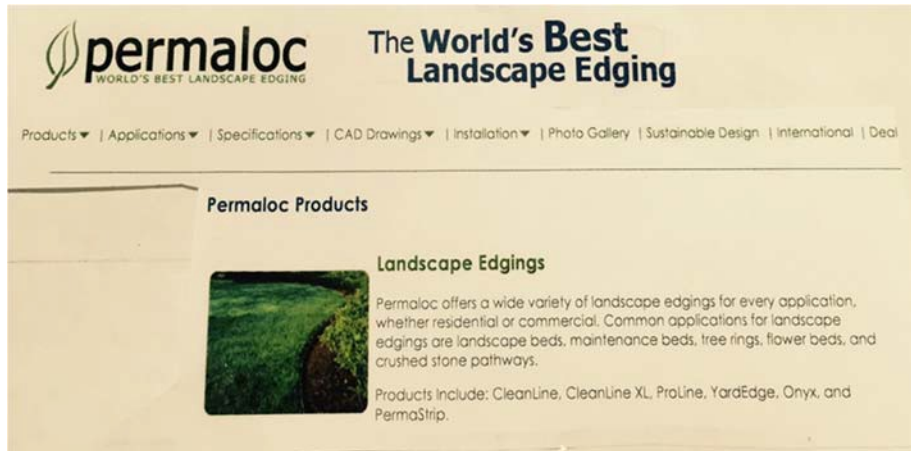 permaloc
WORLD'S BEST LANDSCAPE EDGING
The World's Best
Landscape Edging
Products | Applications | Specifications | CAD Drawings | Installation | Photo Gallery | Sustainable Design | International | Deal
Permaloc Products
Landscape Edgings
Permaloc offers a wide variety of landscape edgings for every application,
whether residential or commercial. Common applications for landscape
edgings are landscape beds, maintenance beds, tree rings, flower beds, and
crushed stone pathways.
Products Include: CleanLine, CleanLine XL, ProLine, YardEdge, Onyx, and
PermaStrip.